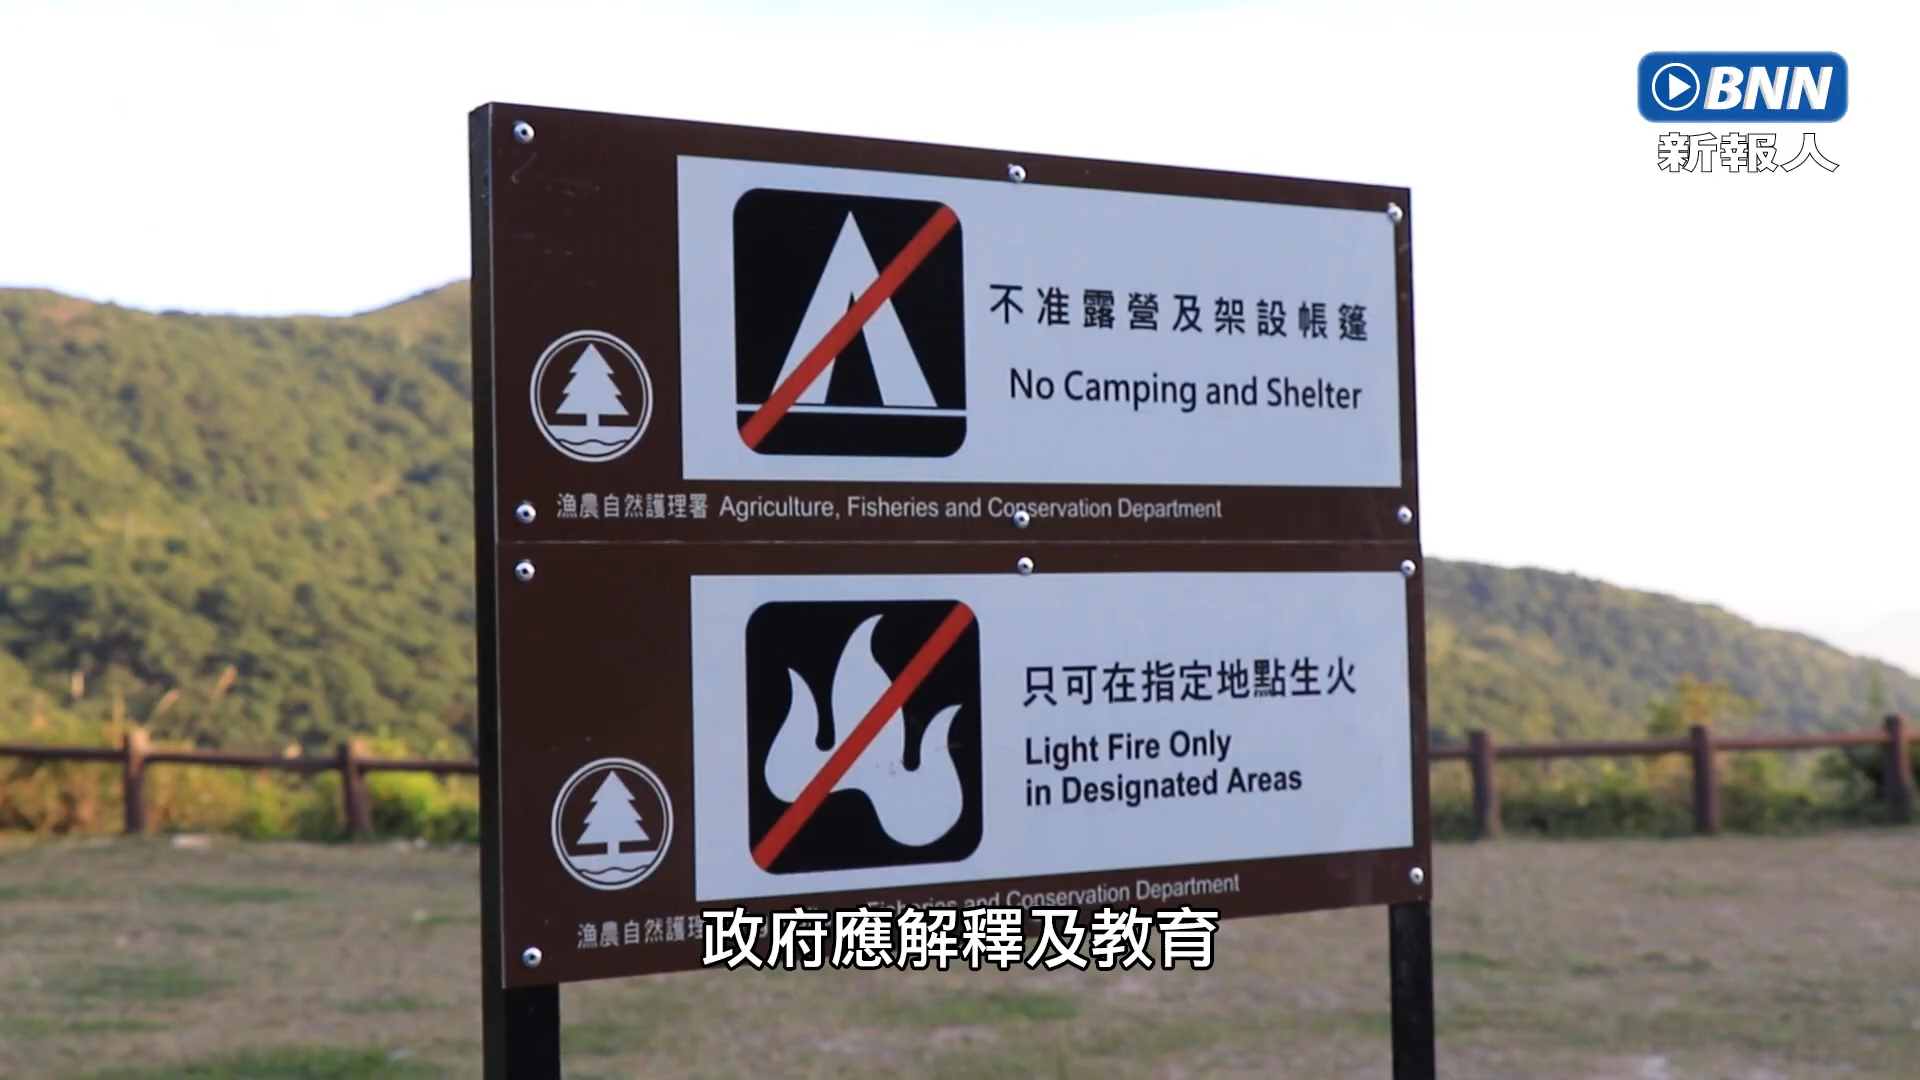 BNN
新報人
不准露營及架設帳篷
No Camping and Shelter
漁農自然護理署 Agriculture, Fisheries and Conservation Department
只可在指定地點生火
Light Fire Only
in Designated Areas
漁農自然護理 Fisheries and Conservation Department
政府應解釋及教育